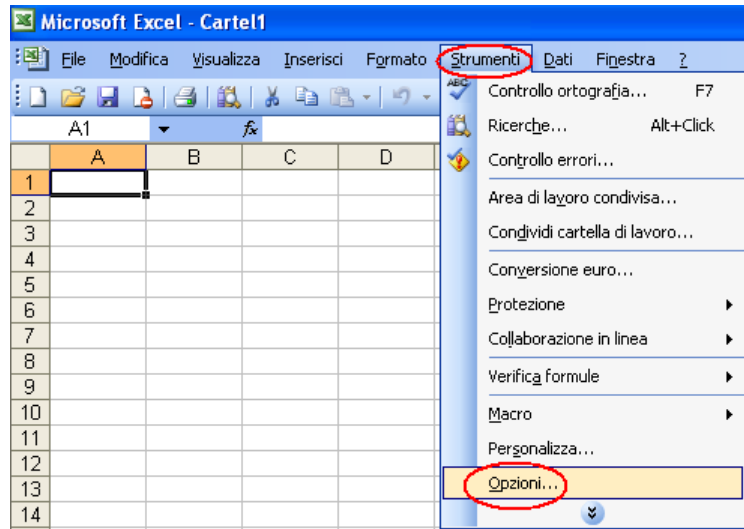 Microsoft Excel - Cartel1
File Modifica Visualizza Inserisci Formato Strumenti Dati Finestra ?
A1 fx
A B C D
1
2
3
4
5
6
7
8
9
10
11
12
13
14
ABC Controllo ortografia... F7
Ricerche... Alt+Click
Controllo errori...
Area di lavoro condivisa...
Condividi cartella di lavoro...
Conversione euro...
Protezione
Collaborazione in linea
Verifica formule
Macro
Personalizza...
Opzioni...